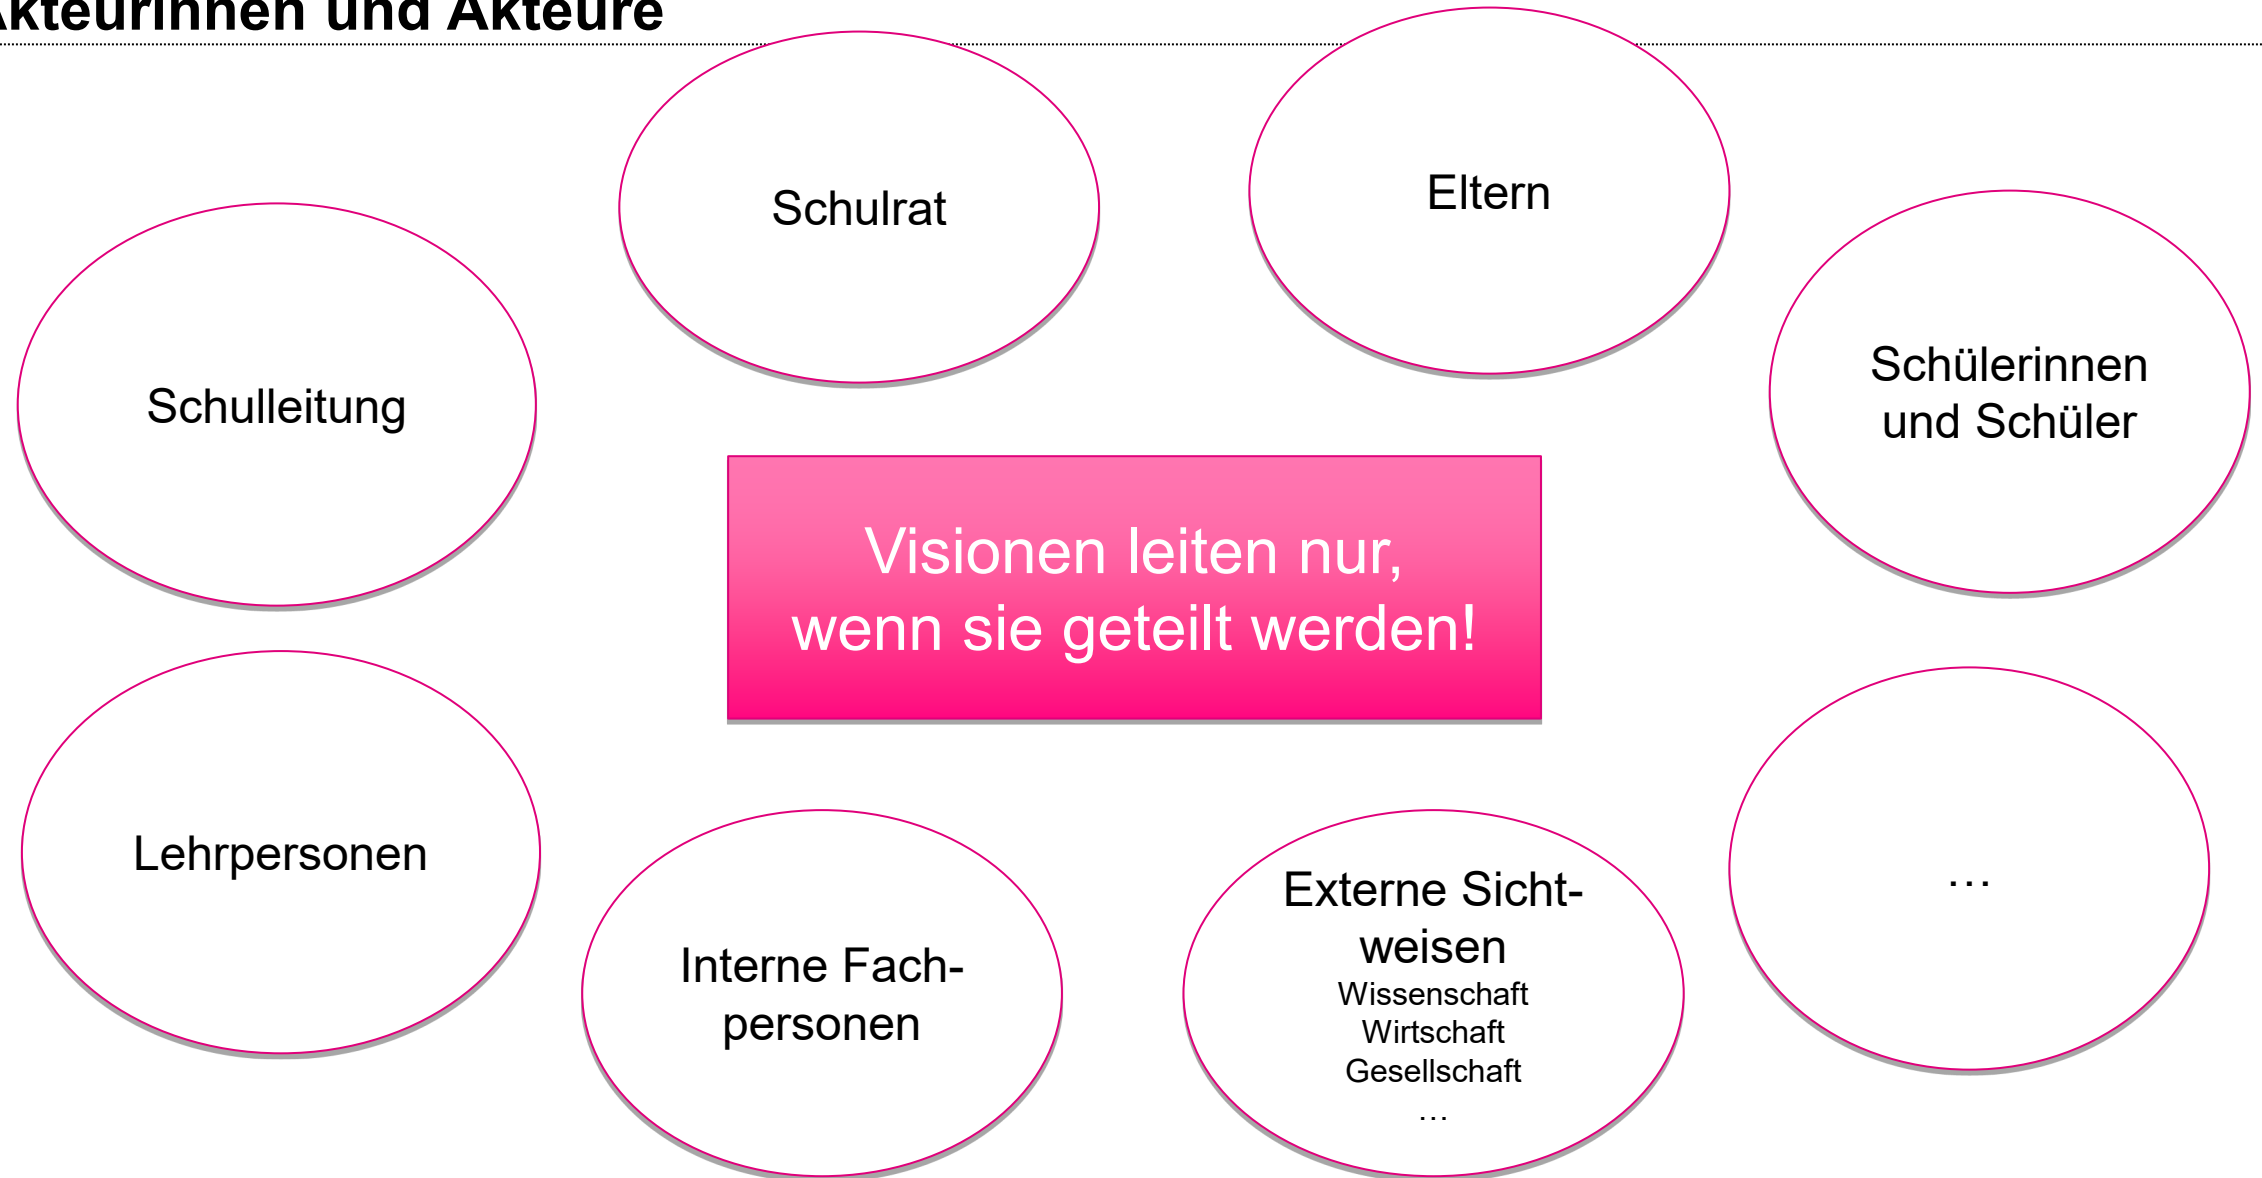 Akteurinnen und Akteure
Schulrat
Eltern
Schulleitung
Schülerinnen
und Schüler
Visionen leiten nur,
wenn sie geteilt werden!
Lehrpersonen
Interne Fach-
personen
Externe Sicht-
weisen
Wissenschaft
Wirtschaft
Gesellschaft
…
…